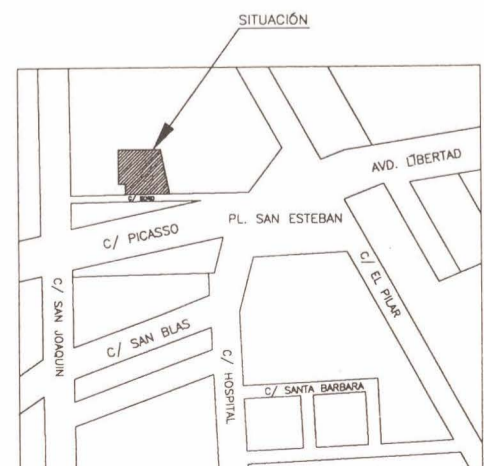 SITUACIÓN
AVD. LIBERTAD
C/ PICASSO
PL. SAN ESTEBAN
C/ EL PILAR
C/ SAN JOAQUIN
C/ SAN BLAS
C/ HOSPITAL
C/ SANTA BARBARA